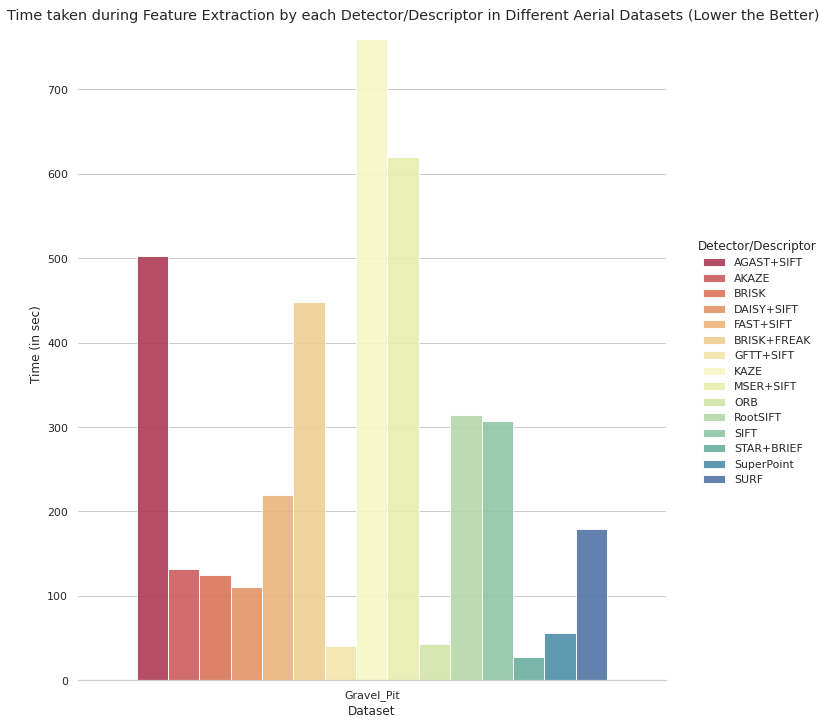 Time taken during Feature Extraction by each Detector/Descriptor in Different Aerial Datasets (Lower the Better)
700
600
500
400
300
200
100
0
Time (in sec)
Gravel_Pit
Dataset
Detector/Descriptor
AGAST+SIFT
AKAZE
BRISK
DAISY+SIFT
FAST+SIFT
BRISK+FREAK
GFTT+SIFT
KAZE
MSER+SIFT
ORB
RootSIFT
SIFT
STAR+BRIEF
SuperPoint
SURF